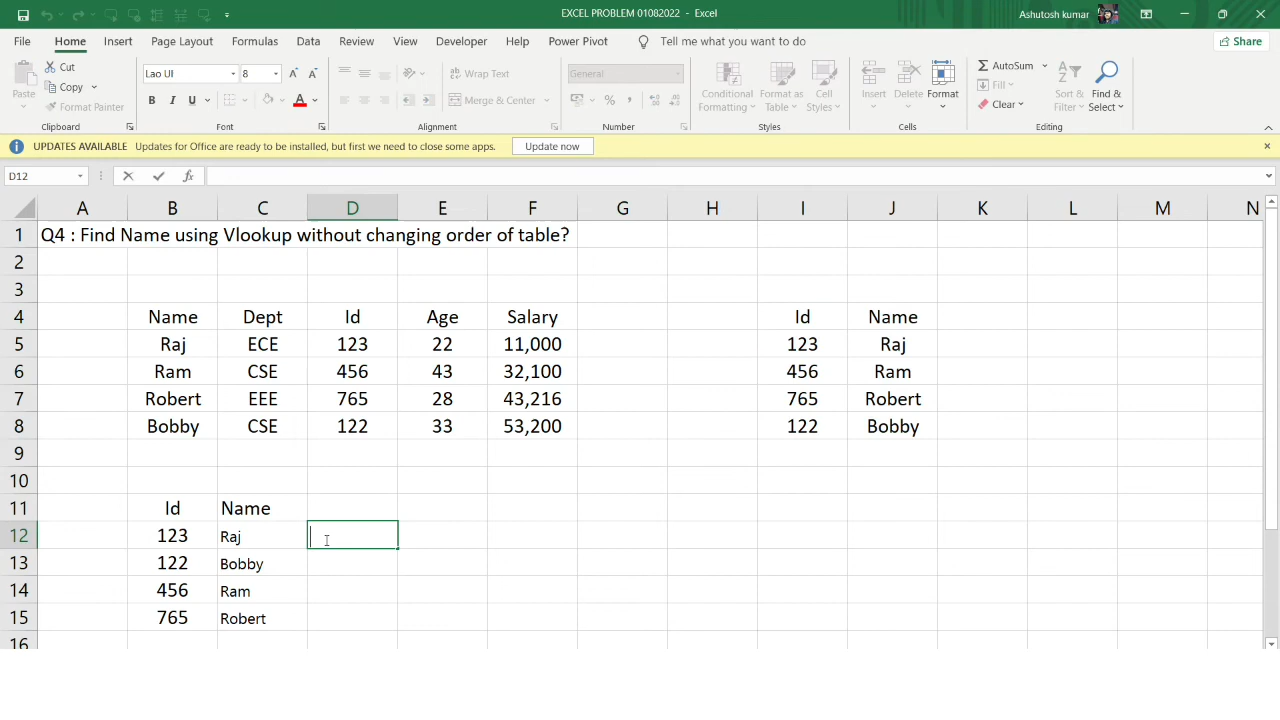 EXCEL PROBLEM 01082022 - Excel
Ashutosh kumar
File Home Insert Page Layout Formulas Data Review View Developer Help Power Pivot Tell me what you want to do Share
Paste
Cut
Copy
Format Painter
Clipboard
Lao UI 8
B I U
Font
Wrap Text
Merge & Center
Alignment
General
Number
Conditional Formatting
Format as Table
Cell Styles
Styles
Insert Delete Format
Cells
AutoSum
Fill
Clear
Sort & Filter
Find & Select
Editing
UPDATES AVAILABLE Updates for Office are ready to be installed, but first we need to close some apps. Update now
D12 fx
A B C D E F G H I J K L M N
1 Q4 : Find Name using Vlookup without changing order of table?
2
3
4 Name Dept Id Age Salary Id Name
5 Raj ECE 123 22 11,000 123 Raj
6 Ram CSE 456 43 32,100 456 Ram
7 Robert EEE 765 28 43,216 765 Robert
8 Bobby CSE 122 33 53,200 122 Bobby
9
10
11 Id Name
12 123 Raj
13 122 Bobby
14 456 Ram
15 765 Robert
16